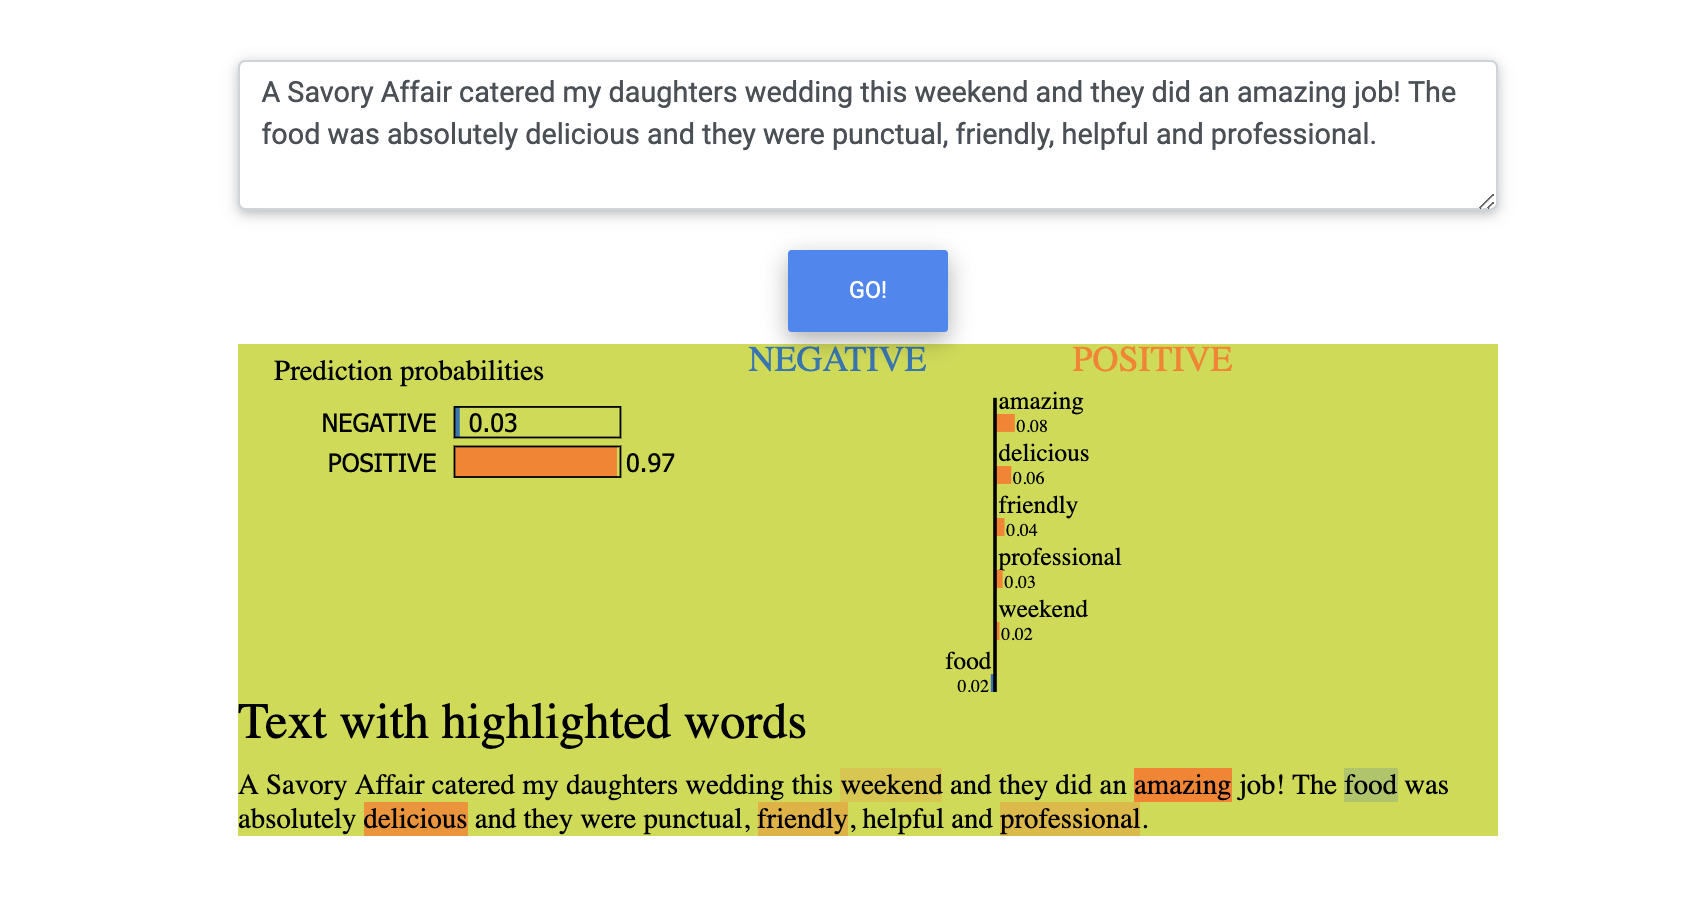 A Savory Affair catered my daughters wedding this weekend and they did an amazing job! The
food was absolutely delicious and they were punctual, friendly, helpful and professional.
GO!
Prediction probabilities
NEGATIVE 0.03
POSITIVE 0.97
NEGATIVE POSITIVE
amazing
0.08
delicious
0.06
friendly
0.04
professional
0.03
weekend
0.02
food
0.02
Text with highlighted words
A Savory Affair catered my daughters wedding this weekend and they did an amazing job! The food was
absolutely delicious and they were punctual, friendly, helpful and professional.